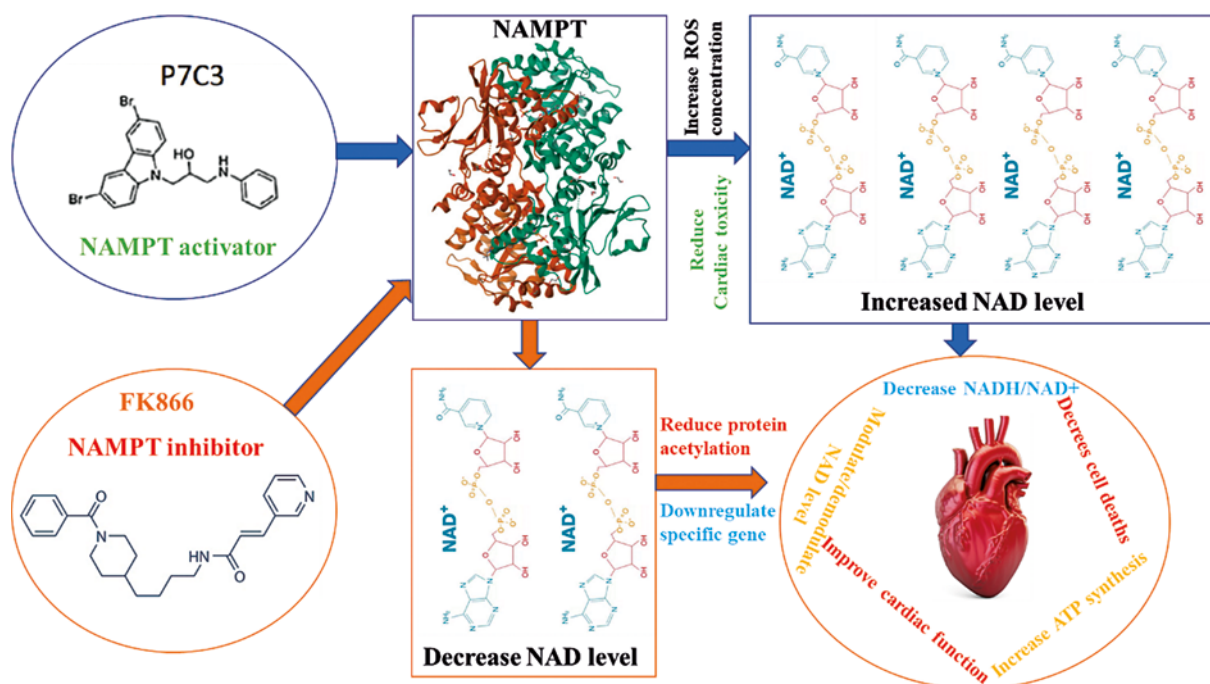 P7C3
Br
HO
H
N
N
Br
NAMPT activator
NAMPT
Increase ROS
concentration
Reduce
Cardiac toxicity
NAD+
NAD+
NAD+
NAD+
Increased NAD level
FK866
NAMPT inhibitor
O
N
N
NH
O
NAD+
NAD+
Decrease NAD level
Reduce protein
acetylation
Downregulate
specific gene
Decrease NADH/NAD+
Modulate/demodulate
NAD level
Decrees cell deaths
Improve cardiac function
Increase ATP synthesis